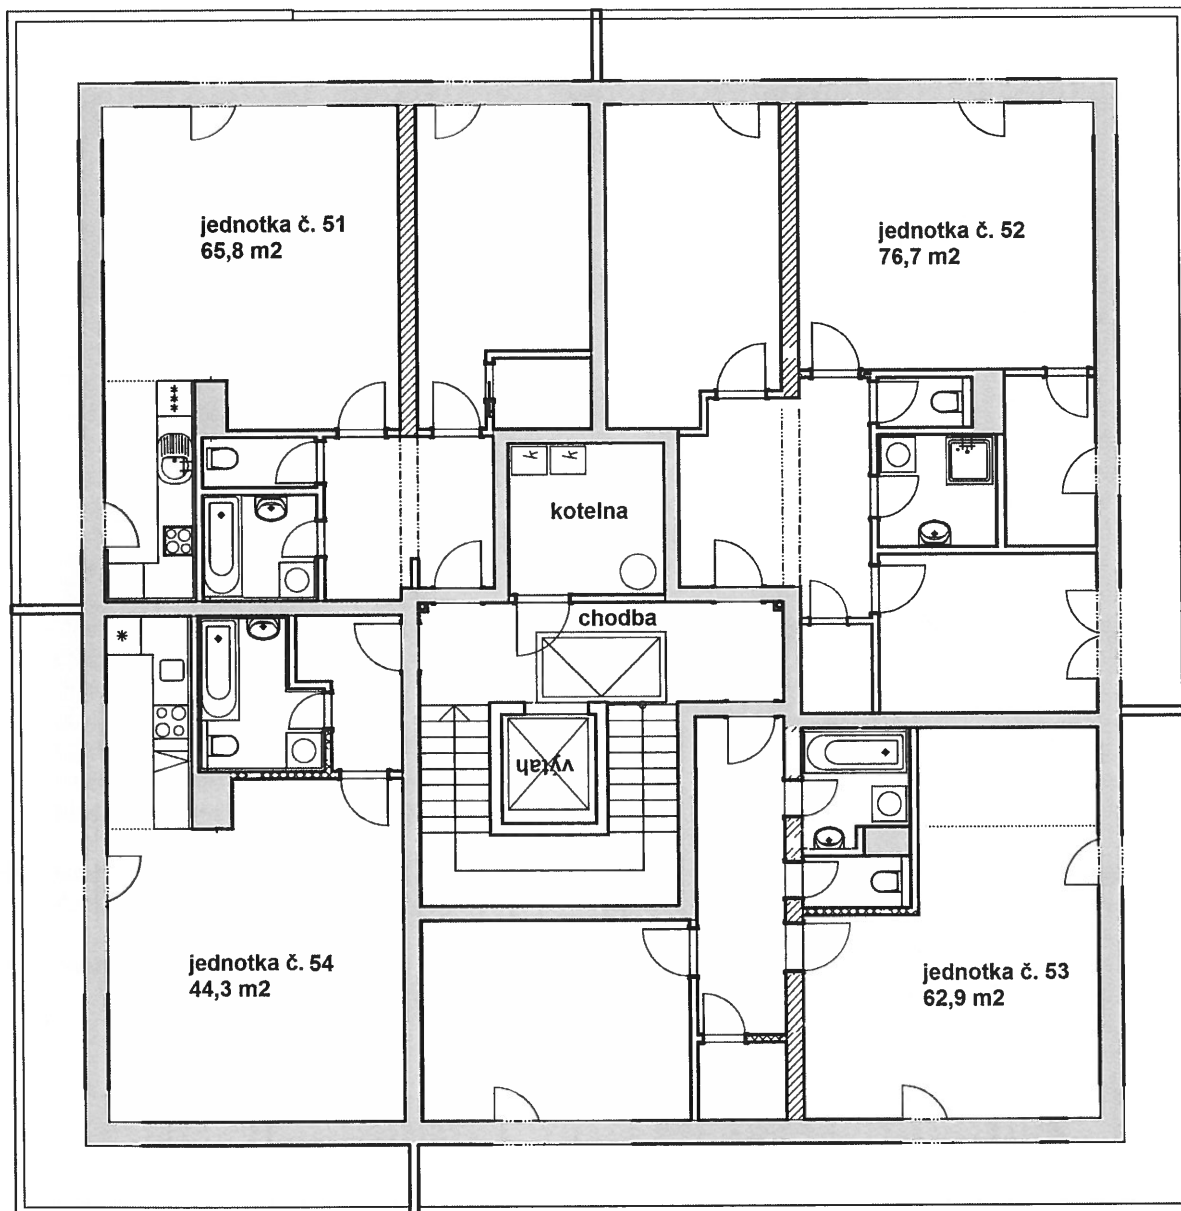 jednotka č. 51
65,8 m2
jednotka č. 52
76,7 m2
k k
kotelna
chodba
výtah
jednotka č. 54
44,3 m2
jednotka č. 53
62,9 m2